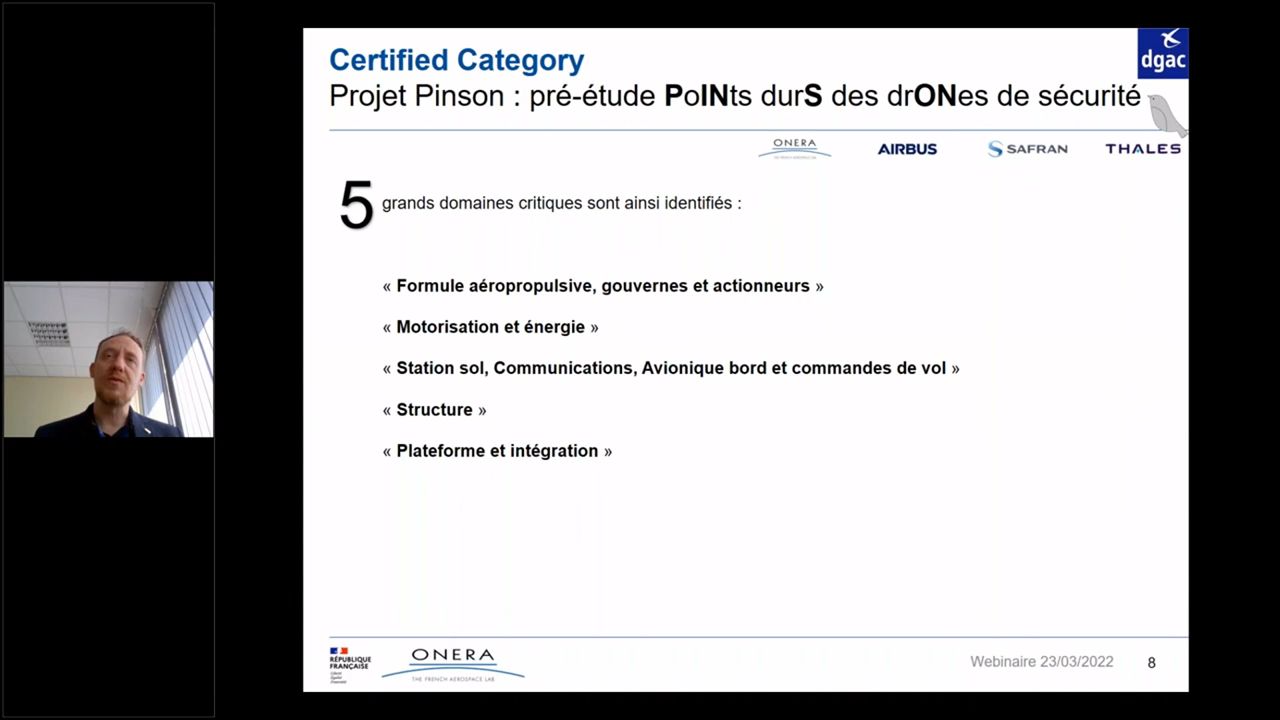 Certified Category
dgac
Projet Pinson : pré-étude PoINts durS des drONes de sécurité
ONERA
AIRBUS
SAFRAN
THALES
5 grands domaines critiques sont ainsi identifiés :
« Formule aéropropulsive, gouvernes et actionneurs »
« Motorisation et énergie »
« Station sol, Communications, Avionique bord et commandes de vol »
« Structure »
« Plateforme et intégration »
RÉPUBLIQUE
FRANÇAISE
Liberté
Égalité
Fraternité
ONERA
THE FRENCH AEROSPACE LAB
Webinaire 23/03/2022
8